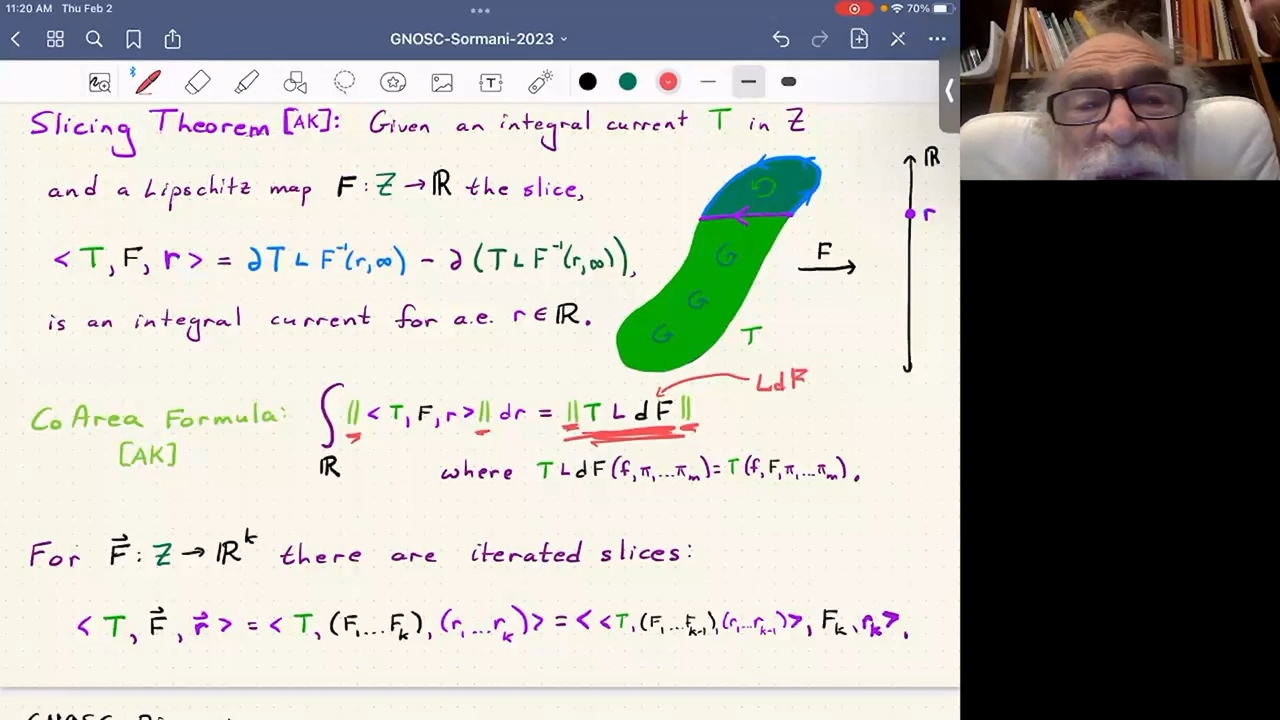 11:20 AM Thu Feb 2
70%
GNOSC-Sormani-2023
Slicing Theorem [AK]: Given an integral current T in Z
and a Lipschitz map F : Z → ℝ the slice,
< T, F, r > = ∂T L F⁻¹(r,∞) − ∂(T L F⁻¹(r,∞)),
is an integral current for a.e. r ∈ ℝ.
F
T
ℝ
r
LdF
CoArea Formula: ∫ ||< T, F, r >|| dr = ||T L dF||
[AK]
ℝ
where T L dF (f, π₁...πₘ) = T(f, F, π₁...πₘ).
For F⃗ : Z → ℝᵏ there are iterated slices:
< T, F⃗, r⃗ > = < T, (F₁...Fₖ), (r₁...rₖ)> = < < T, (F₁...Fₖ₋₁), (r₁...rₖ₋₁)>, Fₖ, rₖ>.